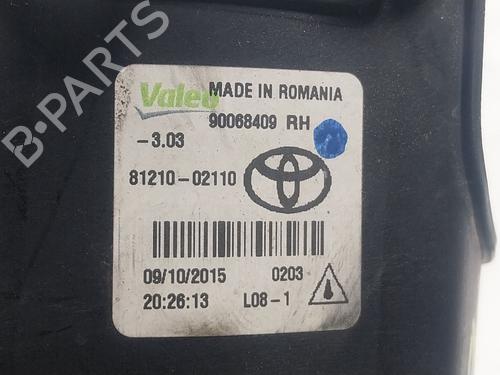 B-PARTS
Valeo MADE IN ROMANIA
90068409 RH
-3.03
81210-02110
09/10/2015 0203
20:26:13 L08-1